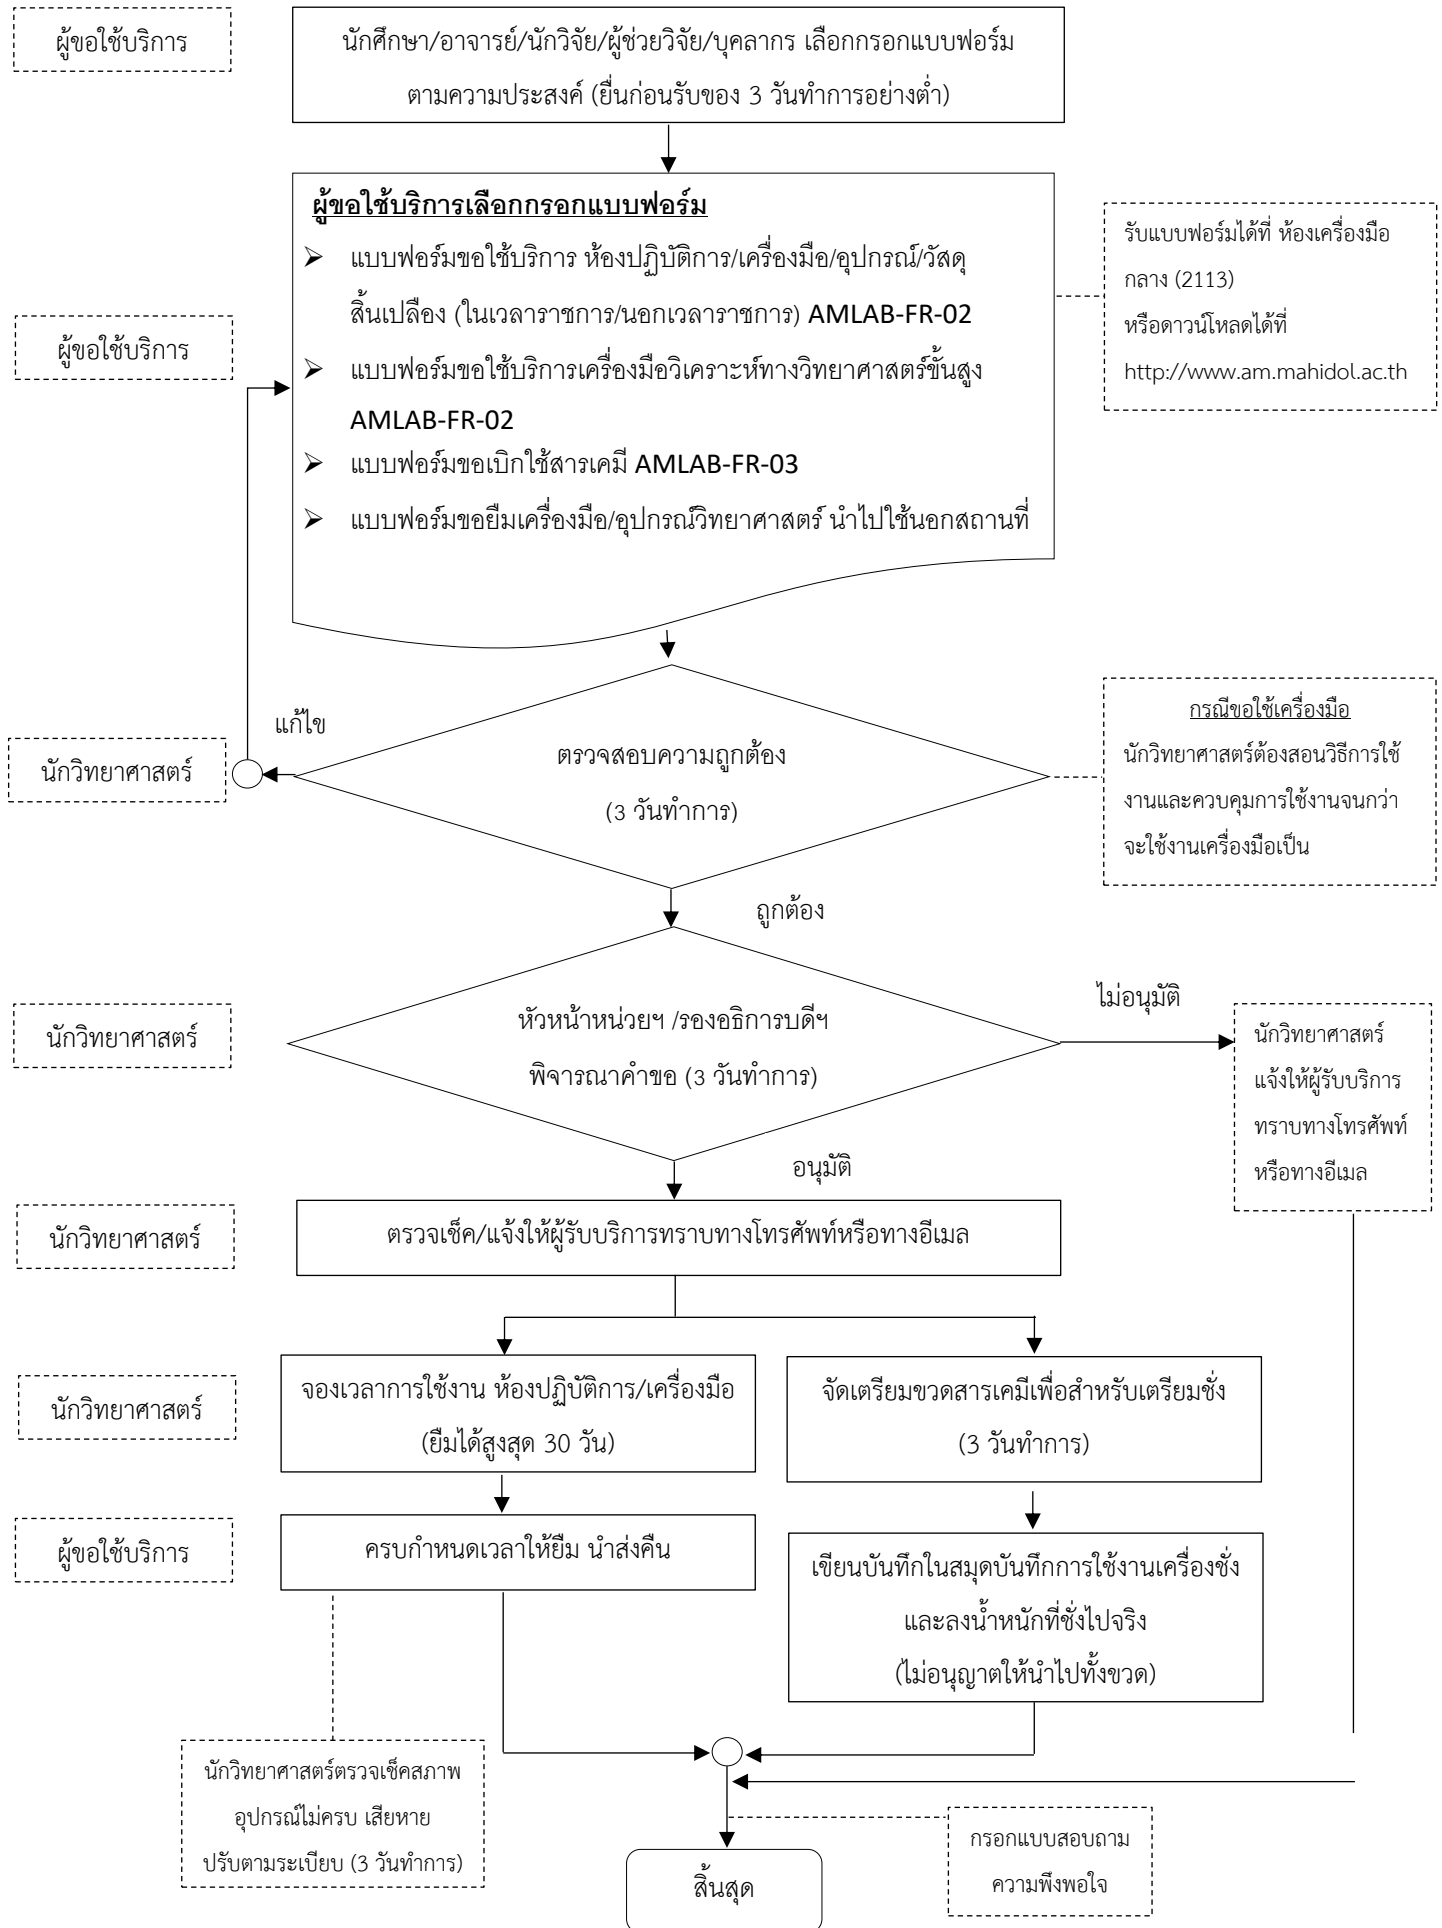 ผู้ขอใช้บริการ
นักศึกษา/อาจารย์/นักวิจัย/ผู้ช่วยวิจัย/บุคลากร เลือกกรอกแบบฟอร์ม
ตามความประสงค์ (ยื่นก่อนรับของ 3 วันทำการอย่างต่ำ)
ผู้ขอใช้บริการเลือกกรอกแบบฟอร์ม
➢ แบบฟอร์มขอใช้บริการ ห้องปฏิบัติการ/เครื่องมือ/อุปกรณ์/วัสดุ
สิ้นเปลือง (ในเวลาราชการ/นอกเวลาราชการ) AMLAB-FR-02
➢ แบบฟอร์มขอใช้บริการเครื่องมือวิเคราะห์ทางวิทยาศาสตร์ขั้นสูง
AMLAB-FR-02
➢ แบบฟอร์มขอเบิกใช้สารเคมี AMLAB-FR-03
➢ แบบฟอร์มขอยืมเครื่องมือ/อุปกรณ์วิทยาศาสตร์ นำไปใช้นอกสถานที่
ผู้ขอใช้บริการ
รับแบบฟอร์มได้ที่ ห้องเครื่องมือ
กลาง (2113)
หรือดาวน์โหลดได้ที่
http://www.am.mahidol.ac.th
แก้ไข
นักวิทยาศาสตร์
ตรวจสอบความถูกต้อง
(3 วันทำการ)
กรณีขอใช้เครื่องมือ
นักวิทยาศาสตร์ต้องสอนวิธีการใช้
งานและควบคุมการใช้งานจนกว่า
จะใช้งานเครื่องมือเป็น
ถูกต้อง
นักวิทยาศาสตร์
หัวหน้าหน่วยฯ /รองอธิการบดีฯ
พิจารณาคำขอ (3 วันทำการ)
ไม่อนุมัติ
นักวิทยาศาสตร์
แจ้งให้ผู้รับบริการ
ทราบทางโทรศัพท์
หรือทางอีเมล
อนุมัติ
นักวิทยาศาสตร์
ตรวจเช็ค/แจ้งให้ผู้รับบริการทราบทางโทรศัพท์หรือทางอีเมล
นักวิทยาศาสตร์
จองเวลาการใช้งาน ห้องปฏิบัติการ/เครื่องมือ
(ยืมได้สูงสุด 30 วัน)
จัดเตรียมขวดสารเคมีเพื่อสำหรับเตรียมชั่ง
(3 วันทำการ)
ผู้ขอใช้บริการ
ครบกำหนดเวลาให้ยืม นำส่งคืน
เขียนบันทึกในสมุดบันทึกการใช้งานเครื่องชั่ง
และลงน้ำหนักที่ชั่งไปจริง
(ไม่อนุญาตให้นำไปทั้งขวด)
นักวิทยาศาสตร์ตรวจเช็คสภาพ
อุปกรณ์ไม่ครบ เสียหาย
ปรับตามระเบียบ (3 วันทำการ)
กรอกแบบสอบถาม
ความพึงพอใจ
สิ้นสุด